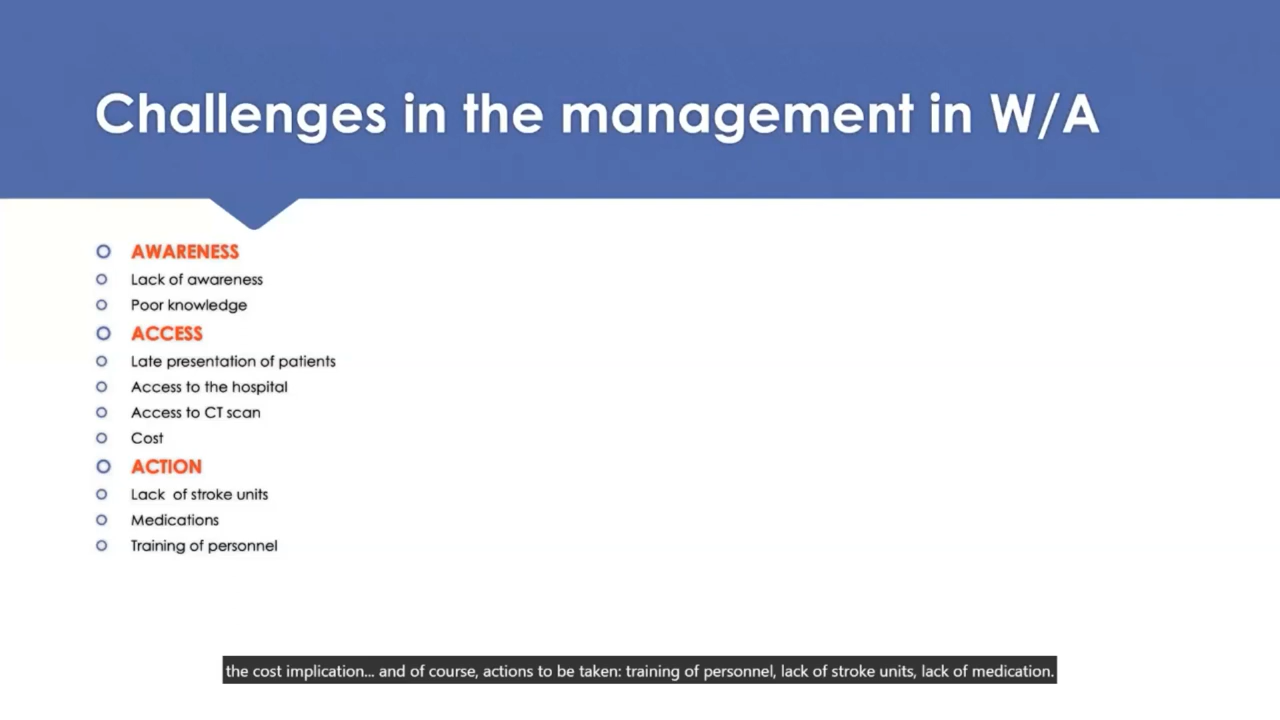 Challenges in the management in W/A
AWARENESS
Lack of awareness
Poor knowledge
ACCESS
Late presentation of patients
Access to the hospital
Access to CT scan
Cost
ACTION
Lack of stroke units
Medications
Training of personnel
the cost implication... and of course, actions to be taken: training of personnel, lack of stroke units, lack of medication.